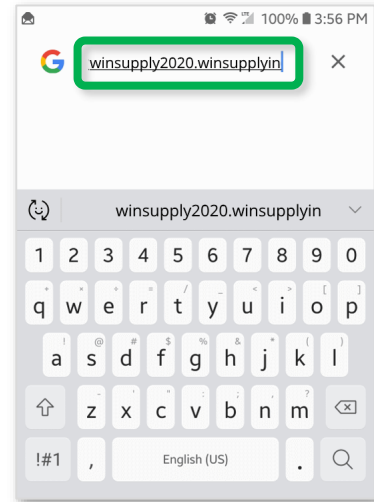 LTE 100% 3:56 PM
G winsupply2020.winsupplyin ×
winsupply2020.winsupplyin
1 2 3 4 5 6 7 8 9 0
q w e r t y u i o p
! @ # $ % & * ( )
a s d f g h j k l
z x c v b n m
!#1 , English (US) .